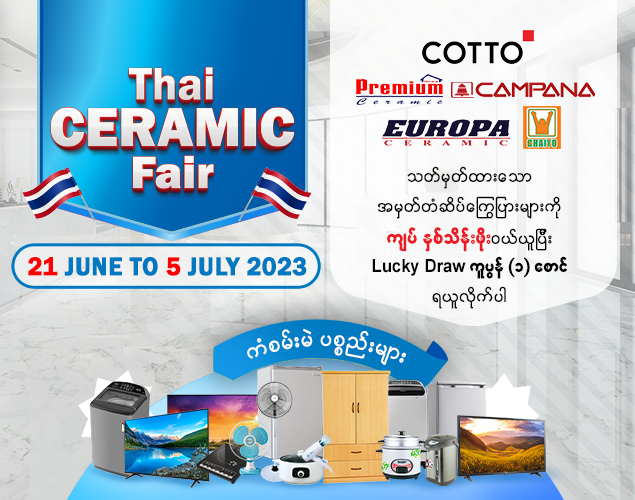 Thai
CERAMIC
Fair
21 JUNE TO 5 JULY 2023
COTTO
Premium
Ceramic
CAMPANA
EUROPA
CERAMIC
CHAIYO
သတ်မှတ်ထားသော
အမှတ်တံဆိပ်ကြွေပြားများကို
ကျပ် နှစ်သိန်းဖိုးဝယ်ယူပြီး
Lucky Draw ကူပွန် (၁) စောင်
ရယူလိုက်ပါ
ကံစမ်းမဲ ပစ္စည်းများ